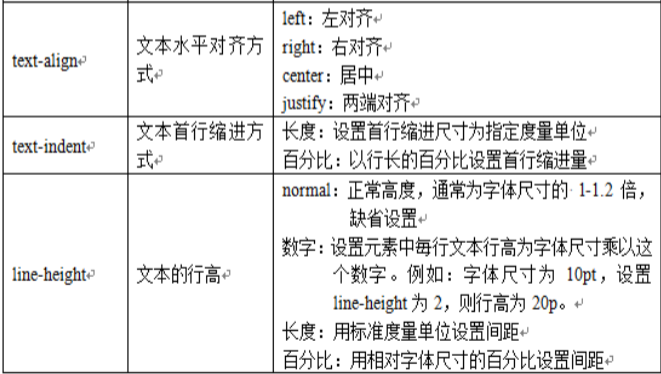 text-align
文本水平对齐方
式
left：左对齐
right：右对齐
center：居中
justify：两端对齐
text-indent
文本首行缩进方
式
长度：设置首行缩进尺寸为指定度量单位
百分比：以行长的百分比设置首行缩进量
line-height
文本的行高
normal：正常高度，通常为字体尺寸的 1-1.2 倍，
缺省设置
数字：设置元素中每行文本行高为字体尺寸乘以这
个数字。例如：字体尺寸为 10pt，设置
line-height 为 2，则行高为 20p。
长度：用标准度量单位设置间距
百分比：用相对字体尺寸的百分比设置间距